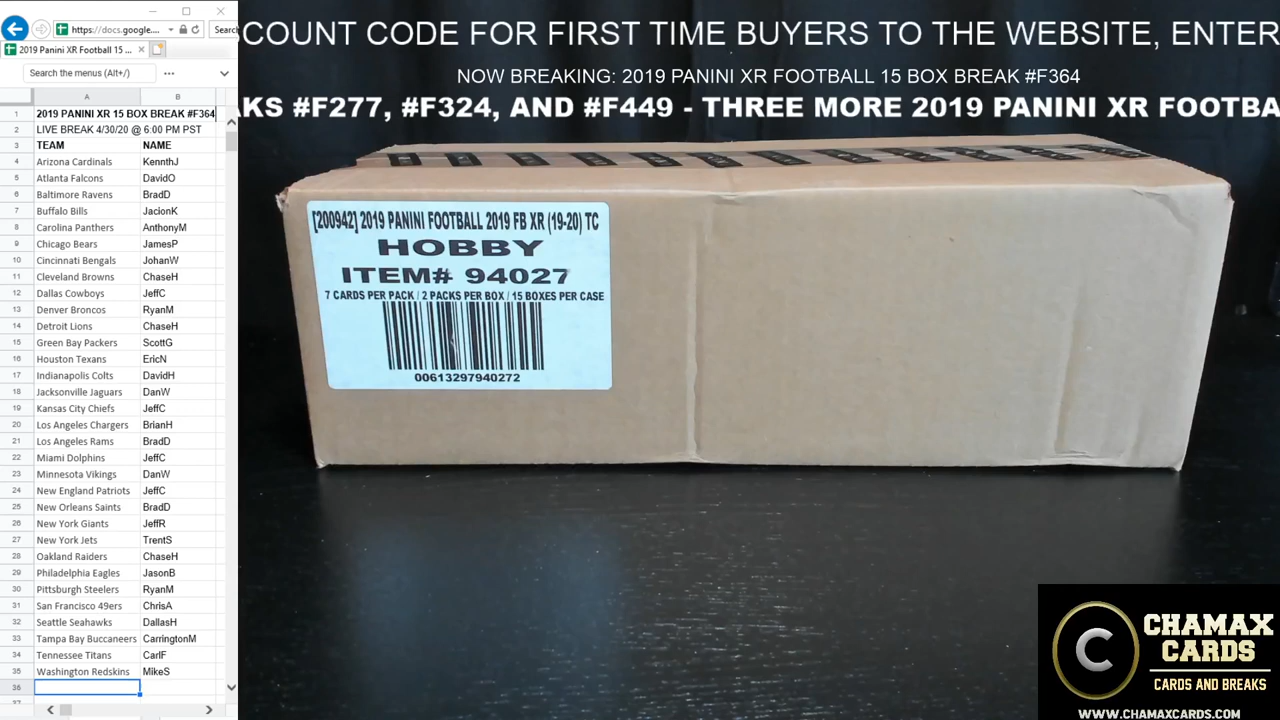 https://docs.google....
Searc
2019 Panini XR Football 15 ...
Search the menus (Alt+/)
A B
1 2019 PANINI XR 15 BOX BREAK #F364
2 LIVE BREAK 4/30/20 @ 6:00 PM PST
3 TEAM NAME
4 Arizona Cardinals KennthJ
5 Atlanta Falcons DavidO
6 Baltimore Ravens BradD
7 Buffalo Bills JacionK
8 Carolina Panthers AnthonyM
9 Chicago Bears JamesP
10 Cincinnati Bengals JohanW
11 Cleveland Browns ChaseH
12 Dallas Cowboys JeffC
13 Denver Broncos RyanM
14 Detroit Lions ChaseH
15 Green Bay Packers ScottG
16 Houston Texans EricN
17 Indianapolis Colts DavidH
18 Jacksonville Jaguars DanW
19 Kansas City Chiefs JeffC
20 Los Angeles Chargers BrianH
21 Los Angeles Rams BradD
22 Miami Dolphins JeffC
23 Minnesota Vikings DanW
24 New England Patriots JeffC
25 New Orleans Saints BradD
26 New York Giants JeffR
27 New York Jets TrentS
28 Oakland Raiders ChaseH
29 Philadelphia Eagles JasonB
30 Pittsburgh Steelers RyanM
31 San Francisco 49ers ChrisA
32 Seattle Seahawks DallasH
33 Tampa Bay Buccaneers CarringtonM
34 Tennessee Titans CarlF
35 Washington Redskins MikeS
36
COUNT CODE FOR FIRST TIME BUYERS TO THE WEBSITE, ENTER
NOW BREAKING: 2019 PANINI XR FOOTBALL 15 BOX BREAK #F364
KS #F277, #F324, AND #F449 - THREE MORE 2019 PANINI XR FOOTBA
[200942] 2019 PANINI FOOTBALL 2019 FB XR (19-20) TC
HOBBY
ITEM# 94027
7 CARDS PER PACK / 2 PACKS PER BOX / 15 BOXES PER CASE
00613297940272
C
CHAMAX
CARDS
CARDS AND BREAKS
WWW.CHAMAXCARDS.COM